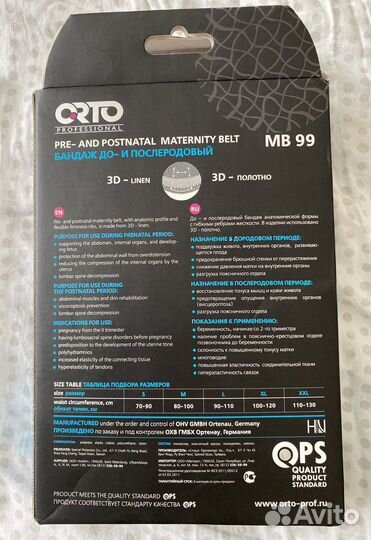 ORTO
PROFESSIONAL
PRE- AND POSTNATAL MATERNITY BELT
БАНДАЖ ДО- И ПОСЛЕРОДОВЫЙ
MB 99
3D – LINEN
3D – ПОЛОТНО
EN
Pre- and postnatal maternity belt, with anatomic profile and
flexible firmness ribs, is made from 3D - linen.
PURPOSE FOR USE DURING PRENATAL PERIOD:
• supporting the abdomen, internal organs, and develop-
ing fetus
• protection of the abdominal wall from overdistension
• reducing the compression of the internal organs by the
uterus
• lumbar spine decompression
PURPOSE FOR USE DURING
THE POSTNATAL PERIOD:
• abdominal muscles and skin rehabilitation
• visceroptosis prevention
• lumbar spine decompression
INDICATIONS FOR USE:
• pregnancy from the II trimester
• having lumbosacral spine disorders before pregnancy
• predisposition to the development of the uterine tone
• polyhydramnios
• increased elasticity of the connecting tissue
• hyperelasticity of tendons
RU
До – и послеродовый бандаж анатомической формы
с гибкими ребрами жесткости. В изделии использовано
3D - полотно.
НАЗНАЧЕНИЕ В ДОРОДОВОМ ПЕРИОДЕ:
• поддержка живота, внутренних органов, развиваю-
щегося плода
• предохранение брюшной стенки от перерастяжения
• снижение давления матки на внутренние органы
• разгрузка поясничного отдела
НАЗНАЧЕНИЕ В ПОСЛЕРОДОВОМ ПЕРИОДЕ:
• восстановление тонуса мышц и кожи живота
• предотвращение опущения внутренних органов
(висцероптоза)
• разгрузка поясничного отдела
ПОКАЗАНИЯ К ПРИМЕНЕНИЮ:
• беременность, начиная со 2-го триместра
• наличие проблем в пояснично-крестцовом отделе
позвоночника до беременности
• склонность к повышенному тонусу матки
• многоводие
• повышенная эластичность соединительной ткани
• гиперэластичность связок
SIZE TABLE ТАБЛИЦА ПОДБОРА РАЗМЕРОВ
size размер S M L XL XXL
waist circumference, cm
обхват талии, см 70–90 80–100 90–110 100–120 110–130
MANUFACTURED under the order and control of OHV GMBH Ortenau, Germany
ПРОИЗВЕДЕНО по заказу и под контролем ОХВ ГМБХ Ортенау, Германия
QPS
QUALITY
PRODUCT
STANDARD
PRODUCT MEETS THE QUALITY STANDARD QPS
ПРОДУКТ СООТВЕТСТВУЕТ СТАНДАРТУ КАЧЕСТВА QPS
www.orto-prof.ru
Avito